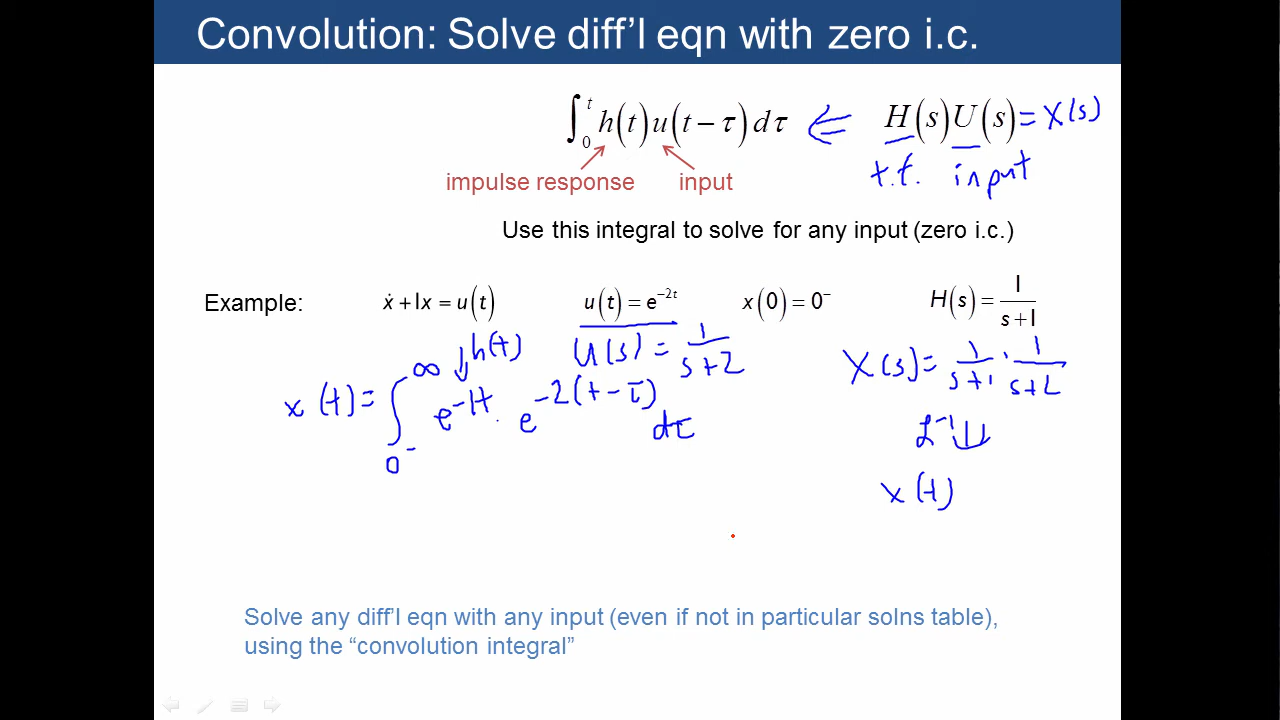 Convolution: Solve diff'l eqn with zero i.c.
∫₀ᵗ h(t)u(t−τ)dτ ⇐ H(s)U(s) = X(s)
impulse response input t.f. input
Use this integral to solve for any input (zero i.c.)
Example: ẋ+1x = u(t) u(t) = e^{−2t} x(0) = 0⁻ H(s) = 1/(s+1)
h(t) U(s) = 1/(s+2)
x(t) = ∫_{0⁻}^{∞} e^{−1t} · e^{−2(t−τ)} dτ X(s) = 1/(s+1) · 1/(s+2)
ℒ⁻¹ ⇓
x(t)
Solve any diff'l eqn with any input (even if not in particular solns table),
using the “convolution integral”